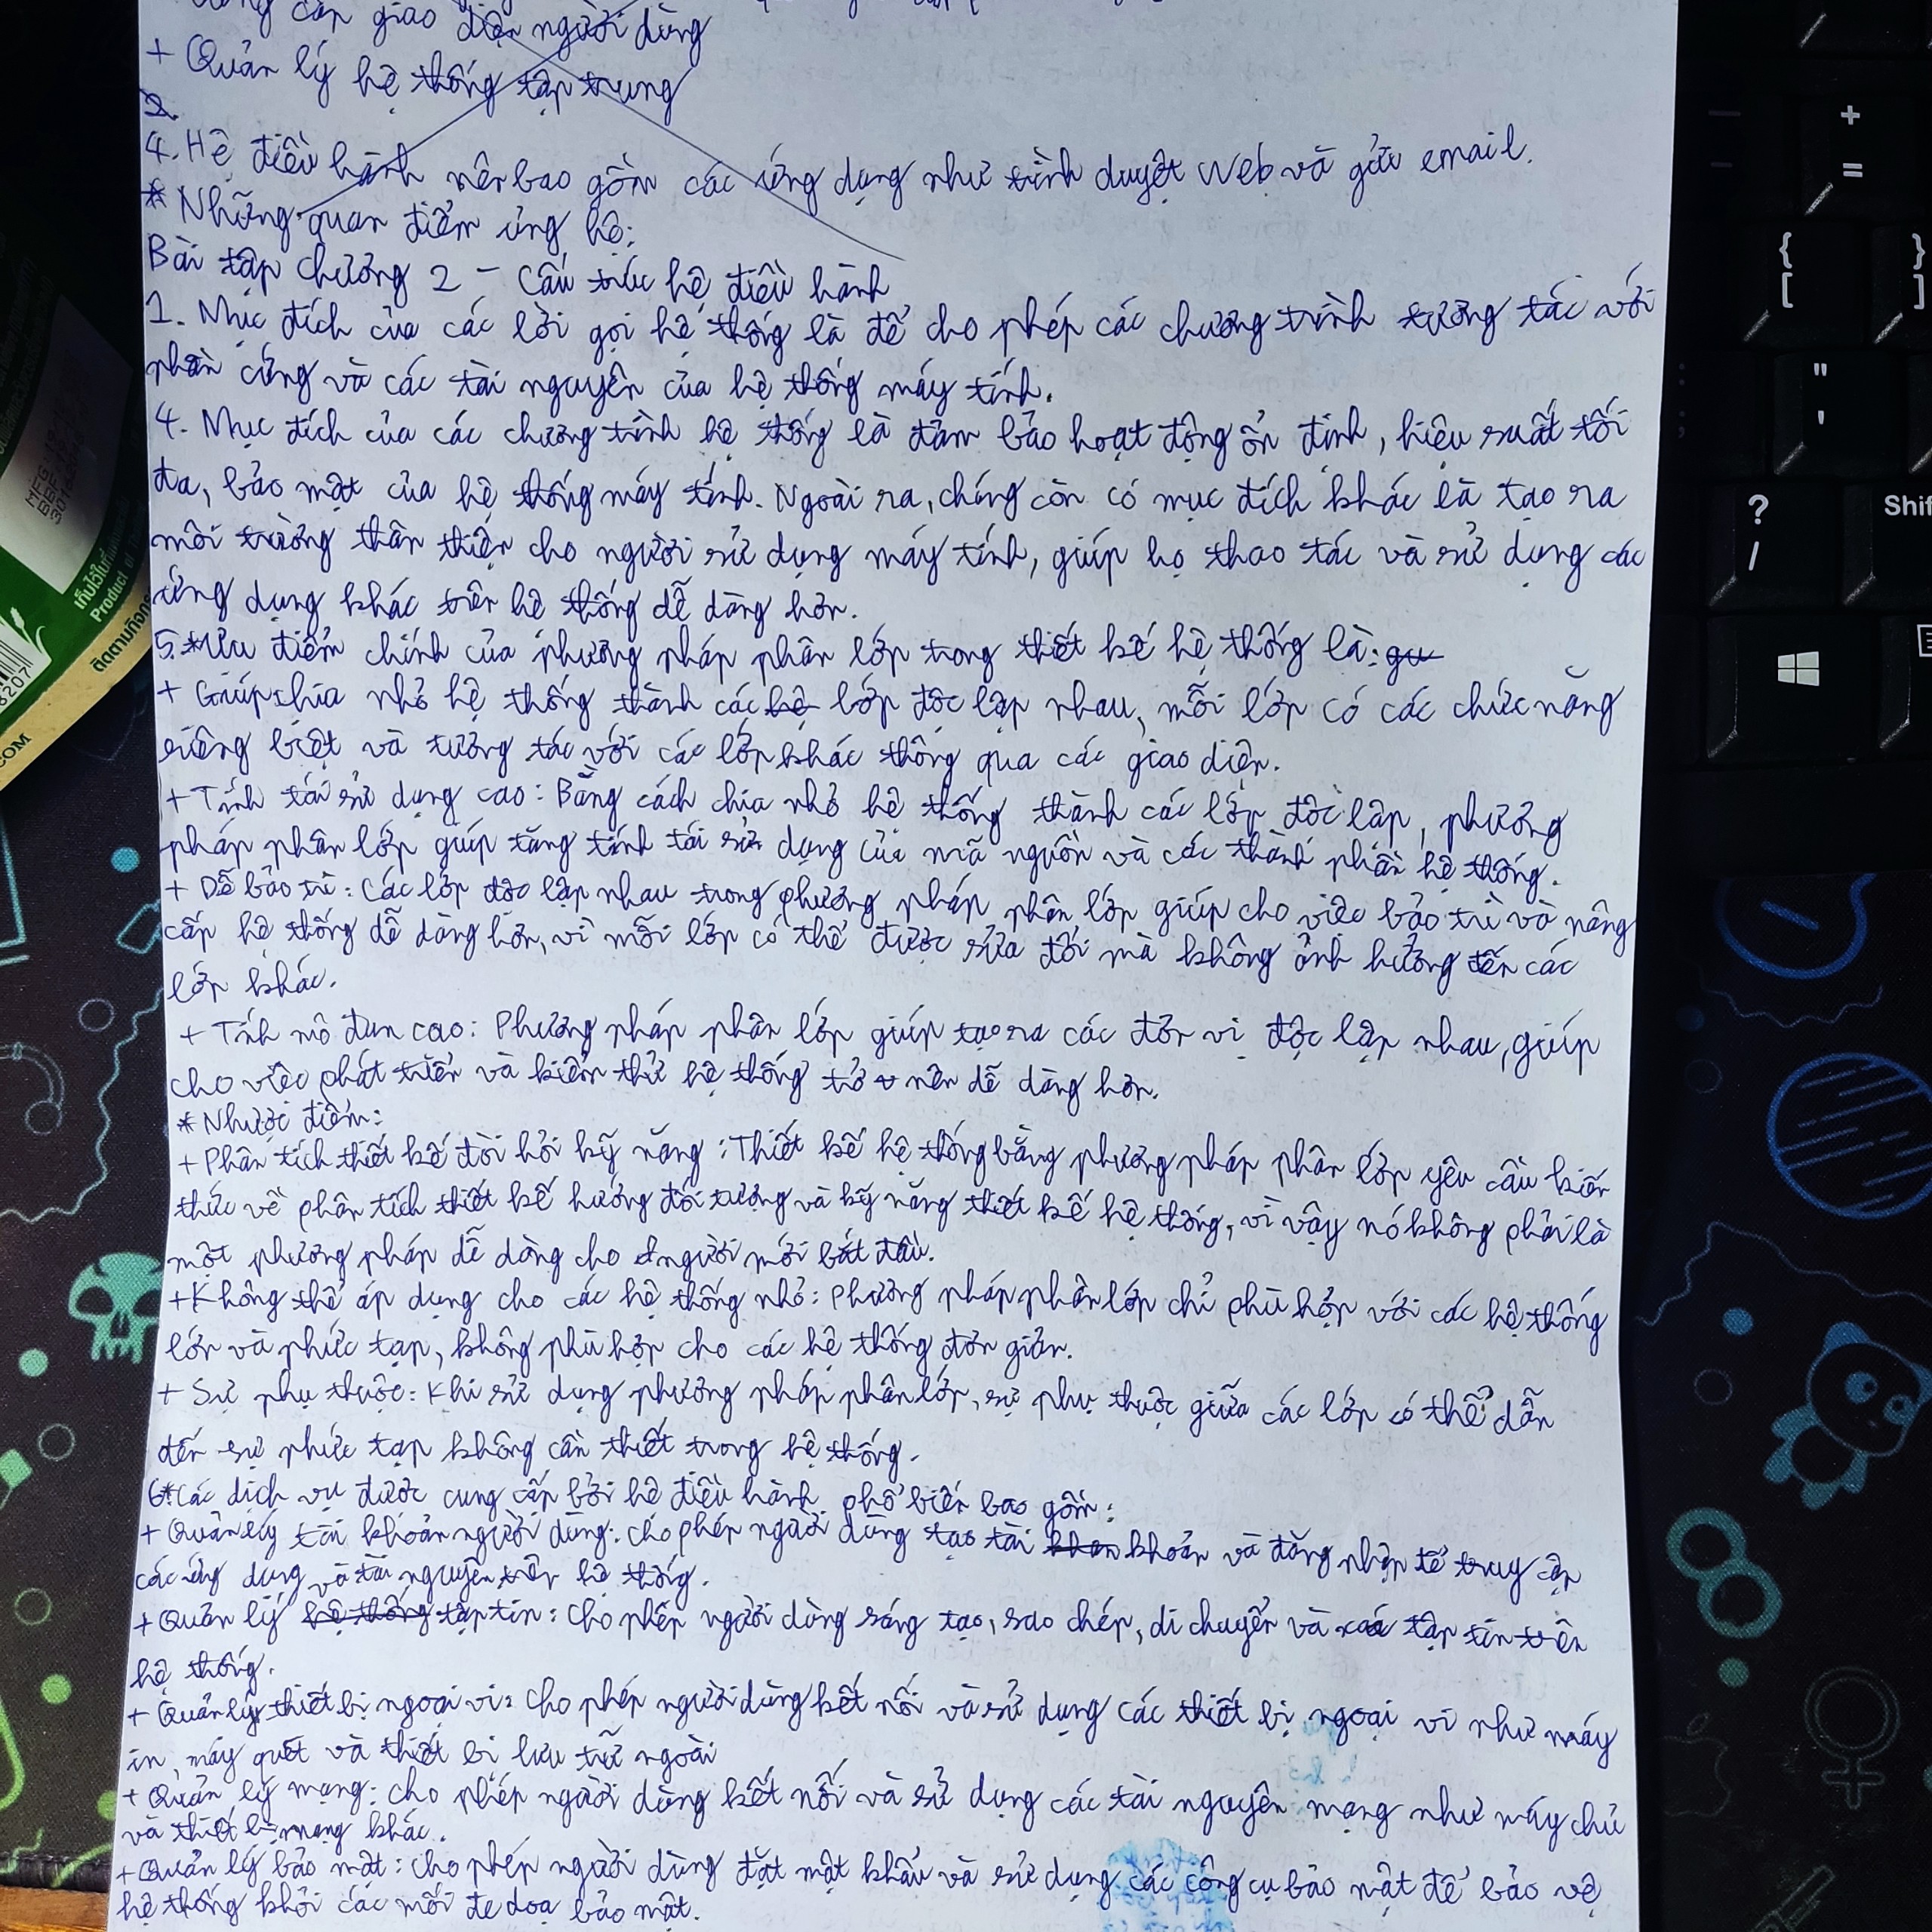 cấp giao diện người dùng
+ Quản lý hệ thống tập trung
2.
4. Hệ điều hành nên bao gồm các ứng dụng như trình duyệt Web và gửi email.
* Những quan điểm ủng hộ:
Bài tập chương 2 - Cấu trúc hệ điều hành
1. Mục đích của các lời gọi hệ thống là để cho phép các chương trình tương tác với
phần cứng và các tài nguyên của hệ thống máy tính.
4. Mục đích của các chương trình hệ thống là đảm bảo hoạt động ổn định, hiệu suất tối
đa, bảo mật của hệ thống máy tính. Ngoài ra, chúng còn có mục đích khác là tạo ra
môi trường thân thiện cho người sử dụng máy tính, giúp họ thao tác và sử dụng các
ứng dụng khác trên hệ thống dễ dàng hơn.
5.*Ưu điểm chính của phương pháp phân lớp trong thiết kế hệ thống là:
+ Giúp chia nhỏ hệ thống thành các lớp độc lập nhau, mỗi lớp có các chức năng
riêng biệt và tương tác với các lớp khác thông qua các giao diện.
+ Tính tái sử dụng cao: Bằng cách chia nhỏ hệ thống thành các lớp độc lập, phương
pháp phân lớp giúp tăng tính tái sử dụng của mã nguồn và các thành phần hệ thống.
+ Dễ bảo trì: Các lớp độc lập nhau trong phương pháp phân lớp giúp cho việc bảo trì và nâng
cấp hệ thống dễ dàng hơn, vì mỗi lớp có thể được sửa đổi mà không ảnh hưởng đến các
lớp khác.
+ Tính mô đun cao: Phương pháp phân lớp giúp tạo ra các đơn vị độc lập nhau, giúp
cho việc phát triển và kiểm thử hệ thống trở nên dễ dàng hơn.
* Nhược điểm:
+ Phân tích thiết kế đòi hỏi kỹ năng: Thiết kế hệ thống bằng phương pháp phân lớp yêu cầu kiến
thức về phân tích thiết kế hướng đối tượng và kỹ năng thiết kế hệ thống, vì vậy nó không phải là
một phương pháp dễ dàng cho người mới bắt đầu.
+ Không thể áp dụng cho các hệ thống nhỏ: Phương pháp phân lớp chỉ phù hợp với các hệ thống
lớn và phức tạp, không phù hợp cho các hệ thống đơn giản.
+ Sự phụ thuộc: Khi sử dụng phương pháp phân lớp, sự phụ thuộc giữa các lớp có thể dẫn
đến sự phức tạp không cần thiết trong hệ thống.
6*.Các dịch vụ được cung cấp bởi hệ điều hành phổ biến bao gồm:
+ Quản lý tài khoản người dùng: cho phép người dùng tạo tài khoản và đăng nhập để truy cập
các ứng dụng và tài nguyên trên hệ thống.
+ Quản lý tập tin: cho phép người dùng sáng tạo, sao chép, di chuyển và xoá tập tin trên
hệ thống.
+ Quản lý thiết bị ngoại vi: cho phép người dùng kết nối và sử dụng các thiết bị ngoại vi như máy
in, máy quét và thiết bị lưu trữ ngoài
+ Quản lý mạng: cho phép người dùng kết nối và sử dụng các tài nguyên mạng như máy chủ
và thiết bị mạng khác.
+ Quản lý bảo mật: cho phép người dùng đặt mật khẩu và sử dụng các công cụ bảo mật để bảo vệ
hệ thống khỏi các mối đe doạ bảo mật.
MFG
Product of
COM
+
=
{
[
}
]
"
'
?
/
Shif